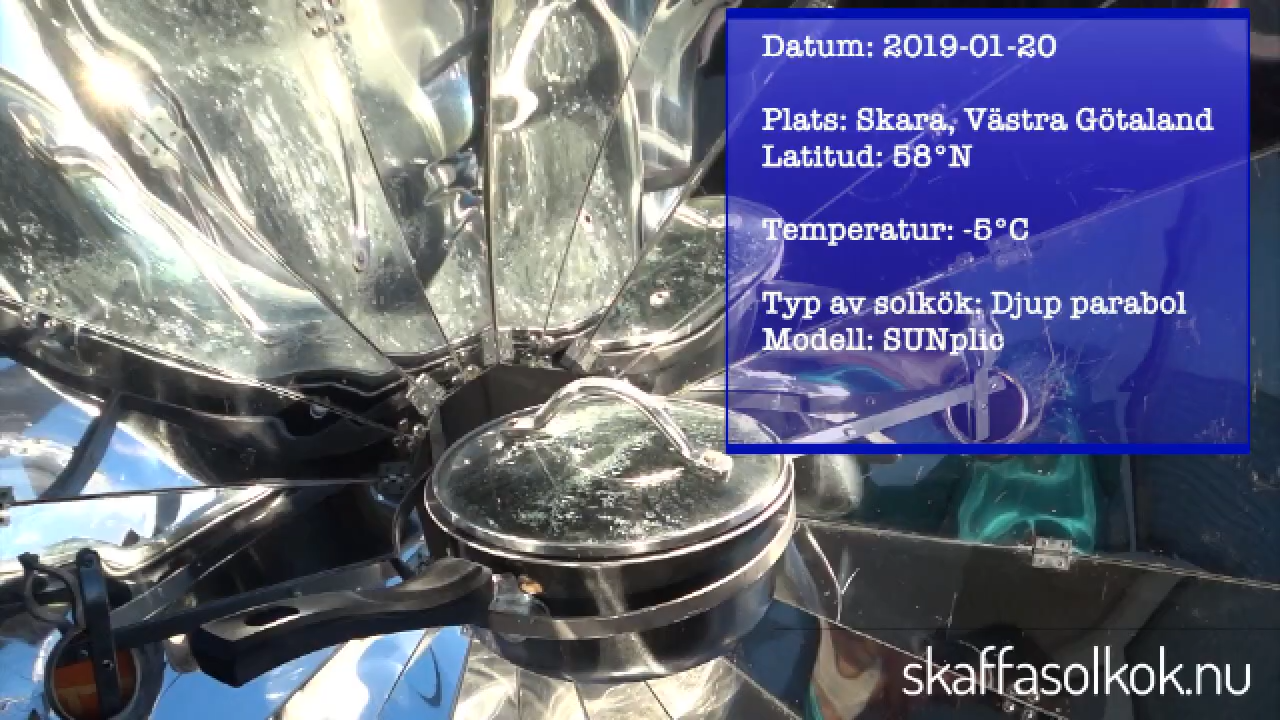 Datum: 2019-01-20
Plats: Skara, Västra Götaland
Latitud: 58°N
Temperatur: -5°C
Typ av solkök: Djup parabol
Modell: SUNplic
skaffasolkok.nu